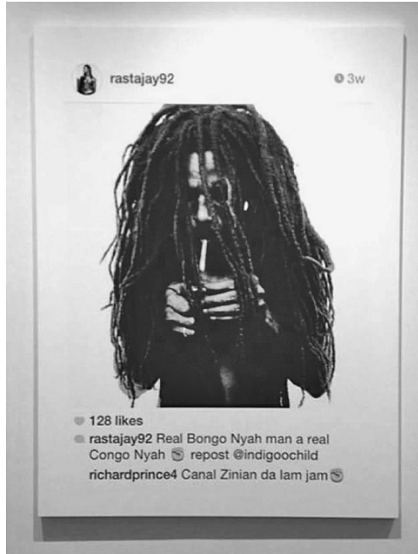 rastajay92
3w
128 likes
rastajay92 Real Bongo Nyah man a real
Congo Nyah ✊ repost @indigoochild
richardprince4 Canal Zinian da lam jam✊